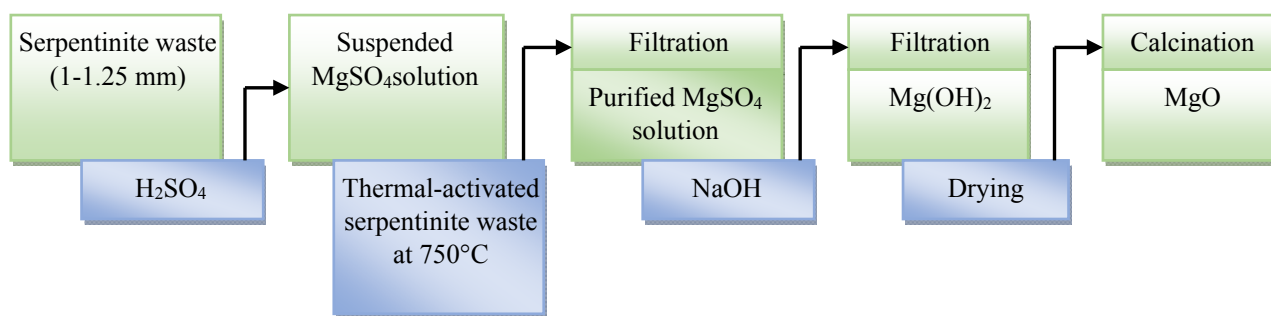 Serpentinite waste
(1-1.25 mm)
H₂SO₄
Suspended
MgSO₄solution
Thermal-activated
serpentinite waste
at 750°C
Filtration
Purified MgSO₄
solution
NaOH
Filtration
Mg(OH)₂
Drying
Calcination
MgO